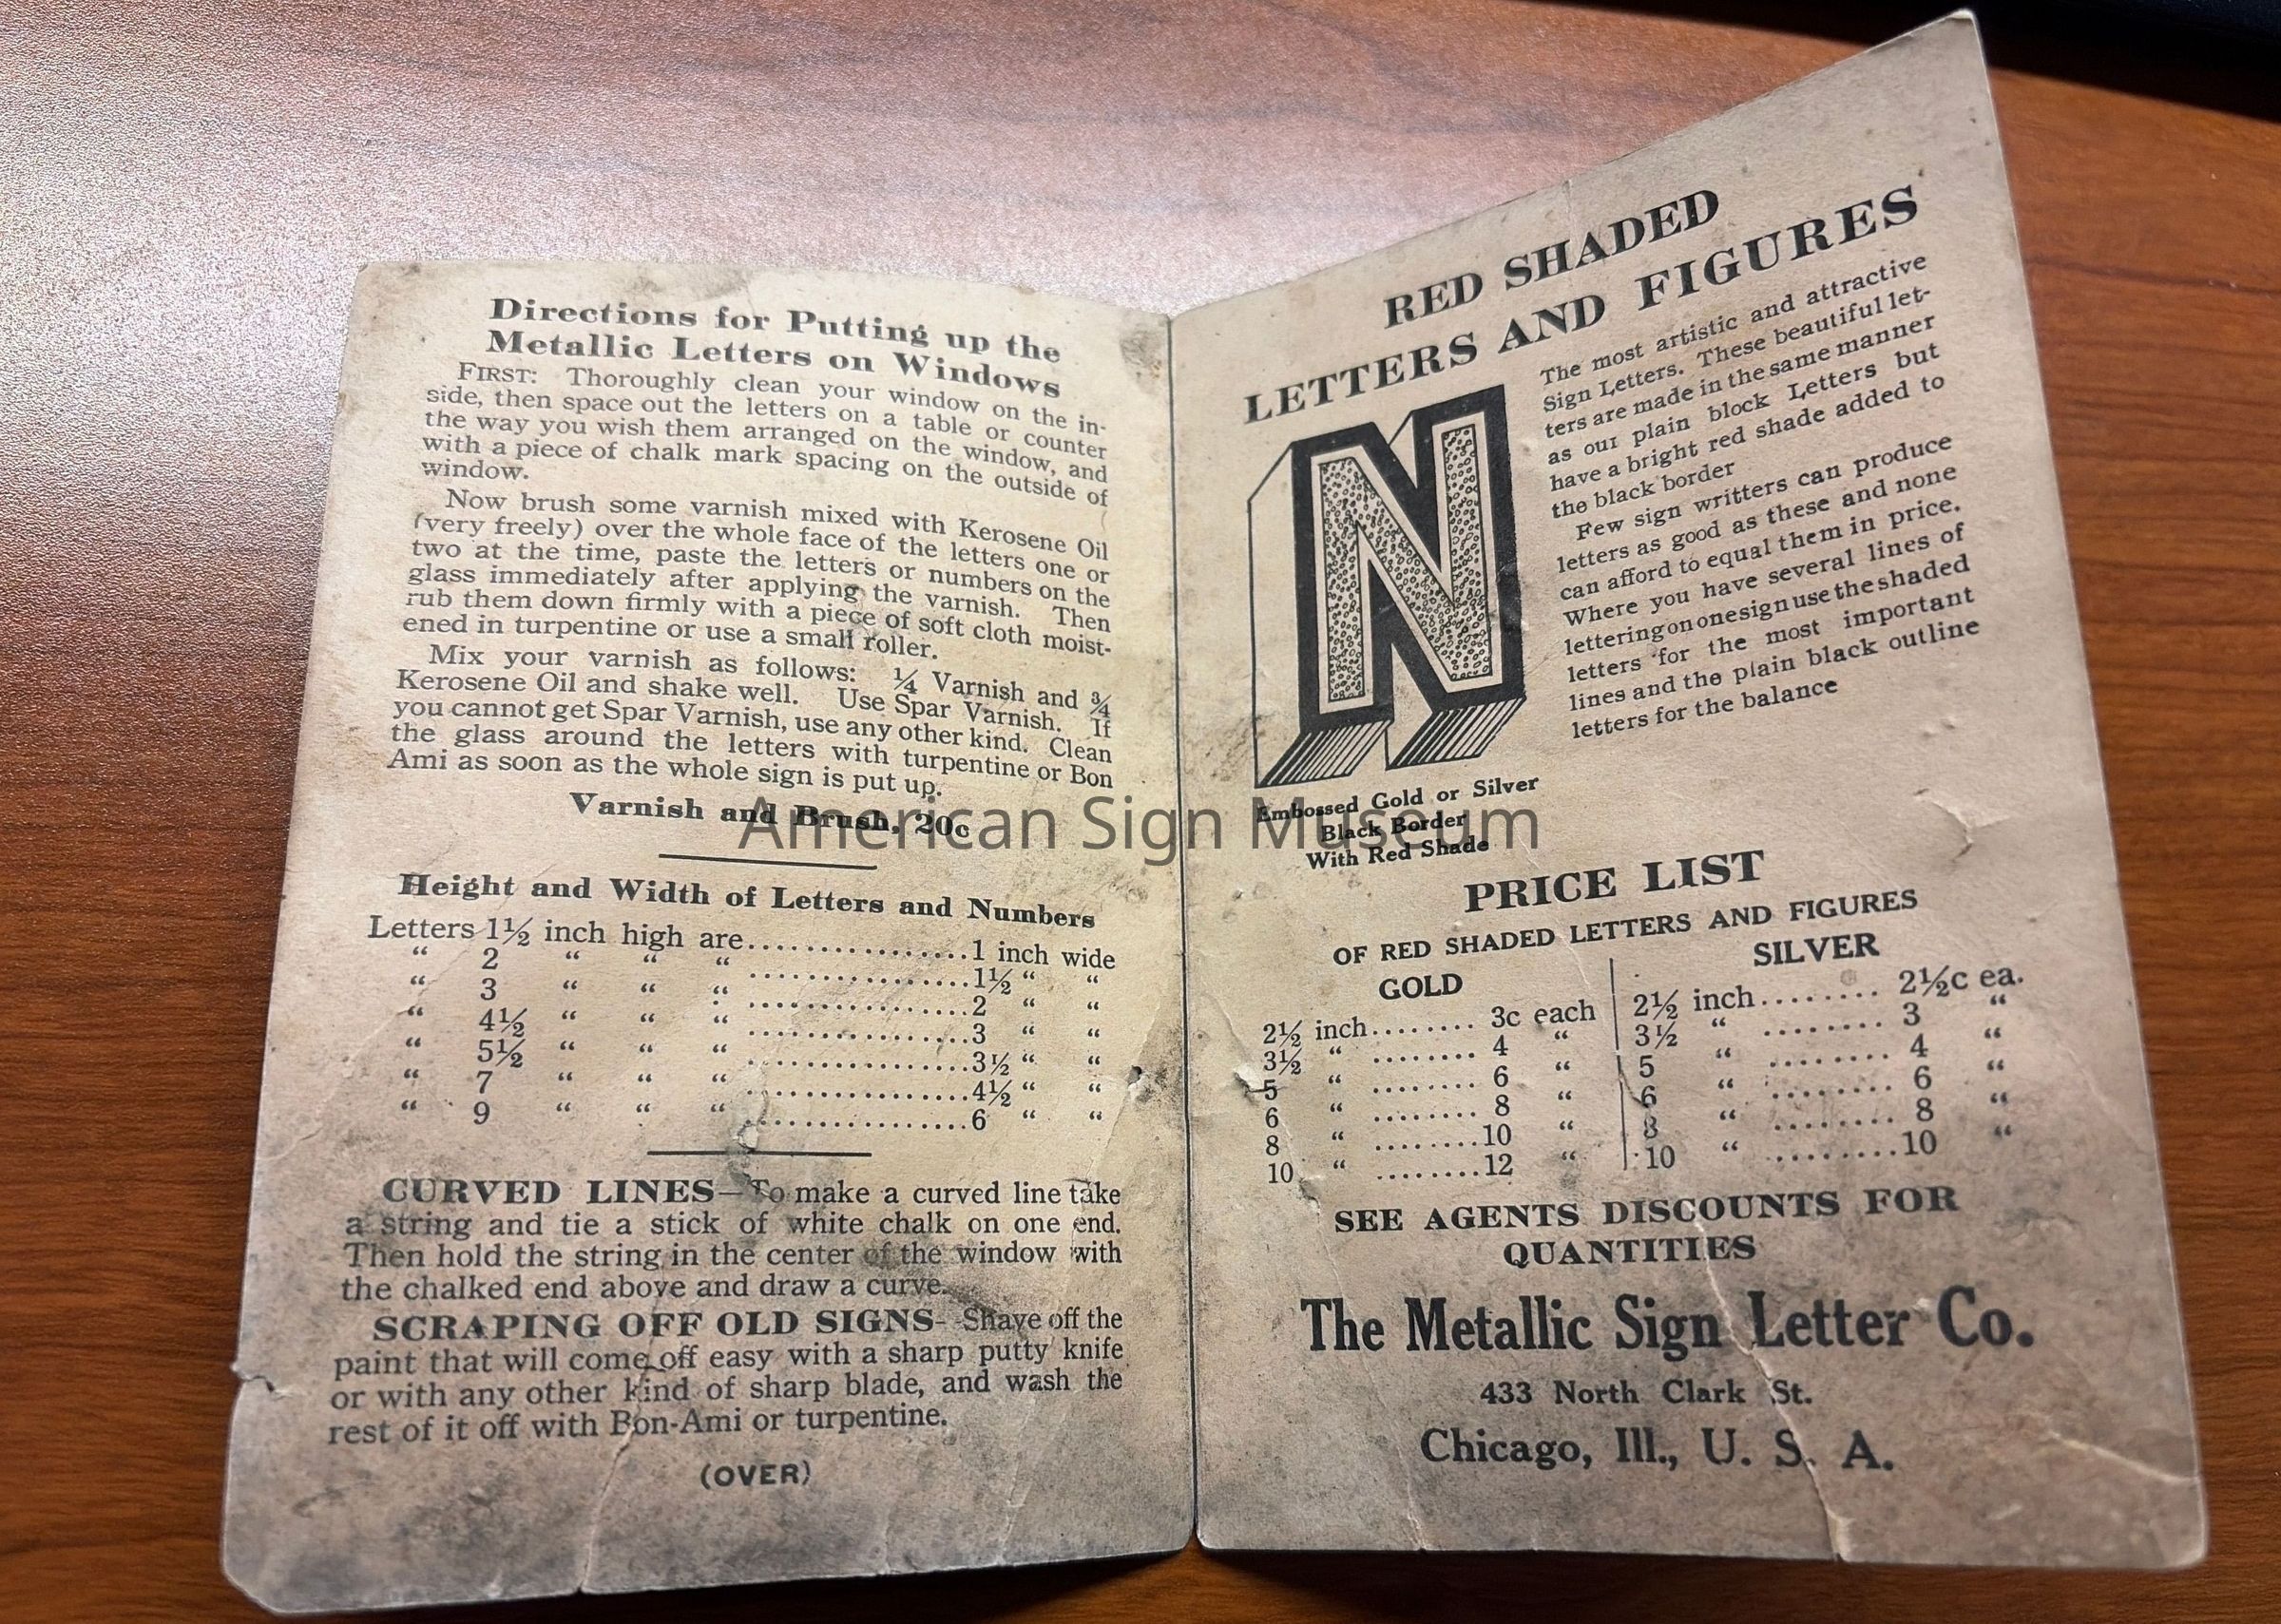 Directions for Putting up the
Metallic Letters on Windows
FIRST: Thoroughly clean your window on the in-
side, then space out the letters on a table or counter
the way you wish them arranged on the window, and
with a piece of chalk mark spacing on the outside of
window.
Now brush some varnish mixed with Kerosene Oil
(very freely) over the whole face of the letters one or
two at the time, paste the letters or numbers on the
glass immediately after applying the varnish. Then
rub them down firmly with a piece of soft cloth moist-
ened in turpentine or use a small roller.
Mix your varnish as follows: ¼ Varnish and ¾
Kerosene Oil and shake well. Use Spar Varnish. If
you cannot get Spar Varnish, use any other kind. Clean
the glass around the letters with turpentine or Bon
Ami as soon as the whole sign is put up.
Varnish and Brush, 20c
Height and Width of Letters and Numbers
Letters 1½ inch high are................1 inch wide
“ 2 “ “ “ ................1½ “ “
“ 3 “ “ “ ................2 “ “
“ 4½ “ “ “ ................3 “ “
“ 5½ “ “ “ ................3½ “ “
“ 7 “ “ “ ................4½ “ “
“ 9 “ “ “ ................6 “ “
CURVED LINES—To make a curved line take
a string and tie a stick of white chalk on one end.
Then hold the string in the center of the window with
the chalked end above and draw a curve.
SCRAPING OFF OLD SIGNS- Shave off the
paint that will come off easy with a sharp putty knife
or with any other kind of sharp blade, and wash the
rest of it off with Bon-Ami or turpentine.
(OVER)
RED SHADED
LETTERS AND FIGURES
The most artistic and attractive
Sign Letters. These beautiful let-
ters are made in the same manner
as our plain block Letters but
have a bright red shade added to
the black border
Few sign writters can produce
letters as good as these and none
can afford to equal them in price.
Where you have several lines of
lettering on one sign use the shaded
letters for the most important
lines and the plain black outline
letters for the balance
N
Embossed Gold or Silver
Black Border
With Red Shade
PRICE LIST
OF RED SHADED LETTERS AND FIGURES
GOLD
2½ inch........ 3c each
3½ “ ........ 4 “
5 “ ........ 6 “
6 “ ........ 8 “
8 “ ........10 “
10 “ ........12 “
SILVER
2½ inch........ 2½c ea.
3½ “ ........ 3 “
5 “ ........ 4 “
6 “ ........ 6 “
8 “ ........ 8 “
10 “ ........10 “
SEE AGENTS DISCOUNTS FOR
QUANTITIES
The Metallic Sign Letter Co.
433 North Clark St.
Chicago, Ill., U. S. A.
American Sign Museum